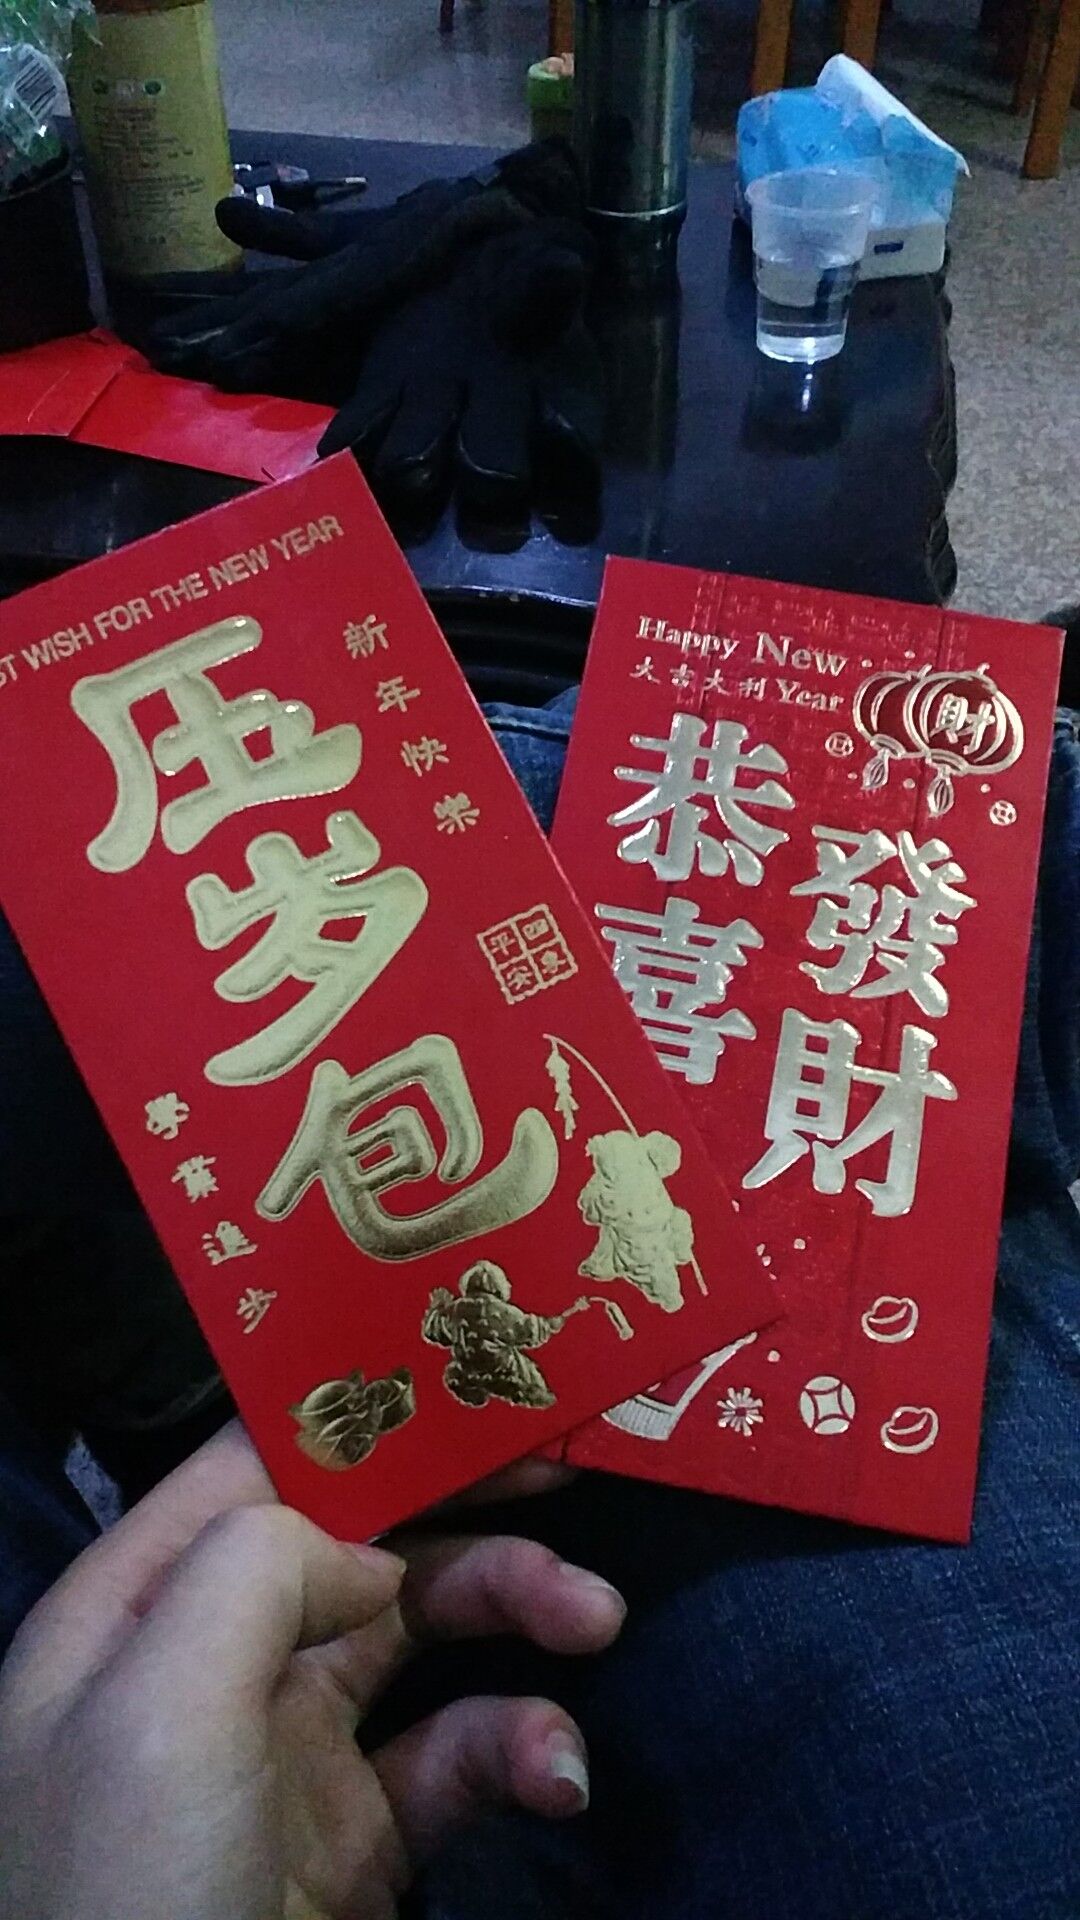 ST WISH FOR THE NEW YEAR
新年快樂
压岁包
四季
平安
學業進步
Happy New
大吉大利 Year
財
恭喜
發財